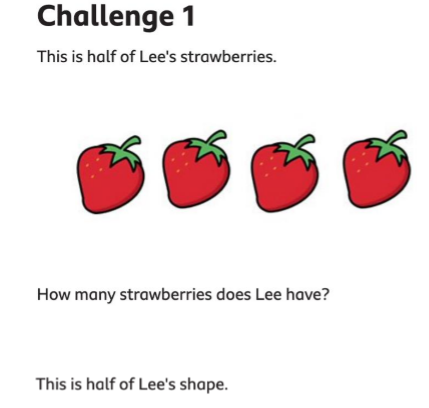 Challenge 1
This is half of Lee's strawberries.
How many strawberries does Lee have?
This is half of Lee's shape.